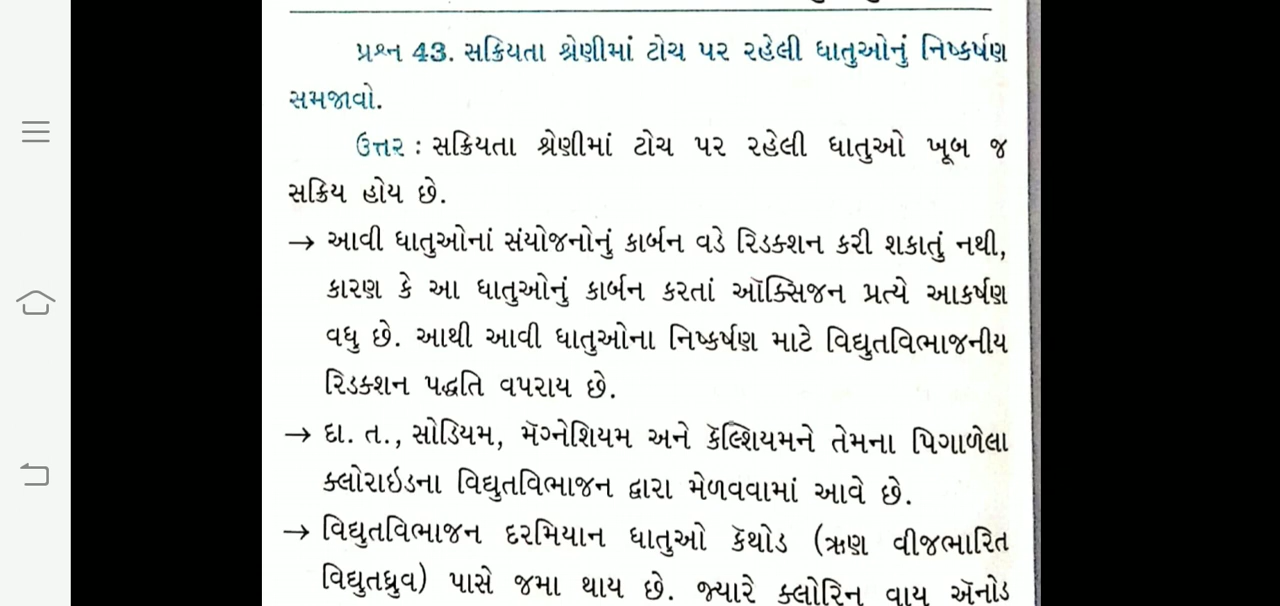 પ્રશ્ન 43. સક્રિયતા શ્રેણીમાં ટોચ પર રહેલી ધાતુઓનું નિષ્કર્ષણ
સમજાવો.
ઉત્તર : સક્રિયતા શ્રેણીમાં ટોચ પર રહેલી ધાતુઓ ખૂબ જ
સક્રિય હોય છે.
→ આવી ધાતુઓનાં સંયોજનોનું કાર્બન વડે રિડક્શન કરી શકાતું નથી,
કારણ કે આ ધાતુઓનું કાર્બન કરતાં ઑક્સિજન પ્રત્યે આકર્ષણ
વધુ છે. આથી આવી ધાતુઓના નિષ્કર્ષણ માટે વિદ્યુતવિભાજનીય
રિડક્શન પદ્ધતિ વપરાય છે.
→ દા. ત., સોડિયમ, મૅગ્નેશિયમ અને કૅલ્શિયમને તેમના પિગાળેલા
ક્લોરાઇડના વિદ્યુતવિભાજન દ્વારા મેળવવામાં આવે છે.
→ વિદ્યુતવિભાજન દરમિયાન ધાતુઓ કૅથોડ (ઋણ વીજભારિત
વિદ્યુતધ્રુવ) પાસે જમા થાય છે. જ્યારે ક્લોરિન વાયુ ઍનોડ